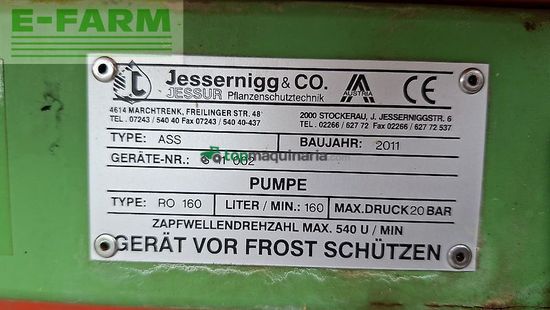 E-FARM
Jessernigg & CO.
JESSUR Pflanzenschutztechnik
AUSTRIA
CE
4614 MARCHTRENK, FREILINGER STR. 48
TEL. 07243 / 540 40 Fax 07243 / 540 40-437
2000 STOCKERAU, J. JESSERNIGGSTR. 6
TEL. 02266 / 627 72 Fax 02266 / 627 72 537
TYPE: ASS
BAUJAHR: 2011
GERÄTE-NR.:
topmaquinaria.com
PUMPE
TYPE: RO 160
LITER / MIN.: 160
MAX. DRUCK 20 BAR
ZAPFWELLENDREHZAHL MAX. 540 U / MIN
GERÄT VOR FROST SCHÜTZEN